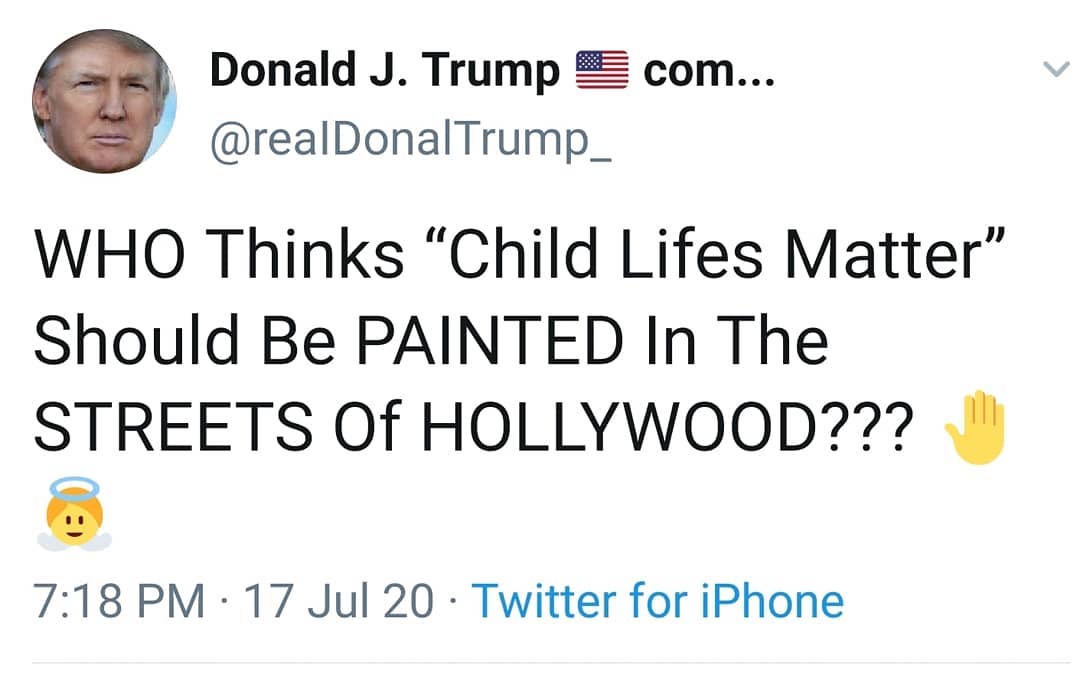 Donald J. Trump 🇺🇸 com...
@realDonalTrump_
WHO Thinks “Child Lifes Matter”
Should Be PAINTED In The
STREETS Of HOLLYWOOD??? 🤚
👼
7:18 PM · 17 Jul 20 · Twitter for iPhone